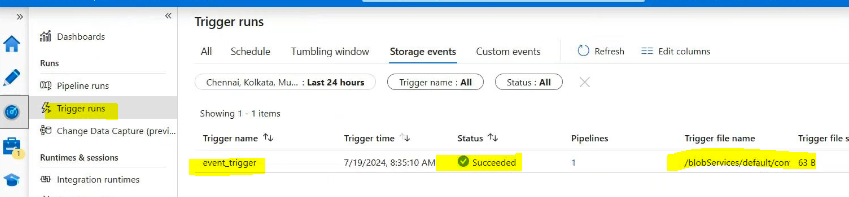 Trigger runs
Dashboards
Runs
Pipeline runs
Trigger runs
Change Data Capture (previ...
Runtimes & sessions
Integration runtimes
All Schedule Tumbling window Storage events Custom events Refresh Edit columns
Chennai, Kolkata, Mu... : Last 24 hours Trigger name : All Status : All
Showing 1 - 1 items
Trigger name Trigger time Status Pipelines Trigger file name Trigger file s
event_trigger 7/19/2024, 8:35:10 AM Succeeded 1 /blobServices/default/con 63 B
1